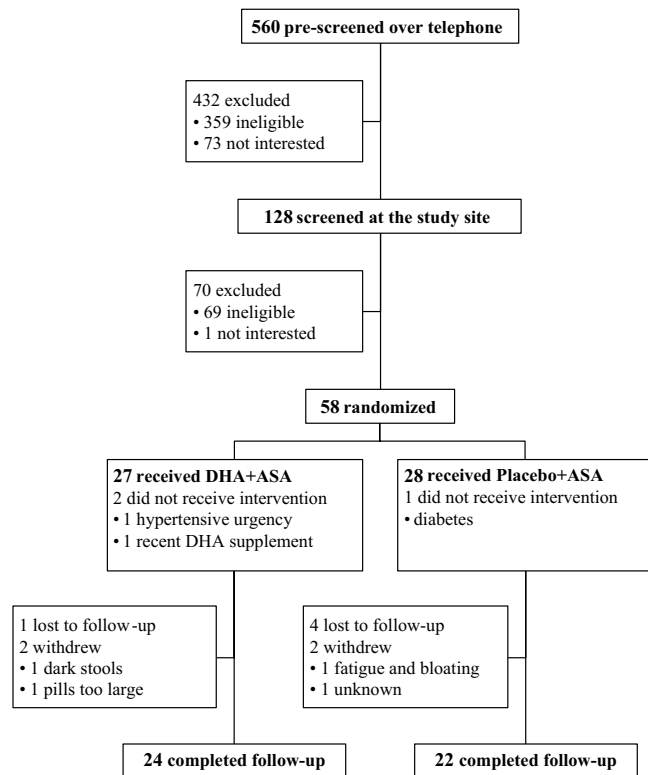 560 pre-screened over telephone
432 excluded
• 359 ineligible
• 73 not interested
128 screened at the study site
70 excluded
• 69 ineligible
• 1 not interested
58 randomized
27 received DHA+ASA
2 did not receive intervention
• 1 hypertensive urgency
• 1 recent DHA supplement
28 received Placebo+ASA
1 did not receive intervention
• diabetes
1 lost to follow-up
2 withdrew
• 1 dark stools
• 1 pills too large
4 lost to follow-up
2 withdrew
• 1 fatigue and bloating
• 1 unknown
24 completed follow-up
22 completed follow-up